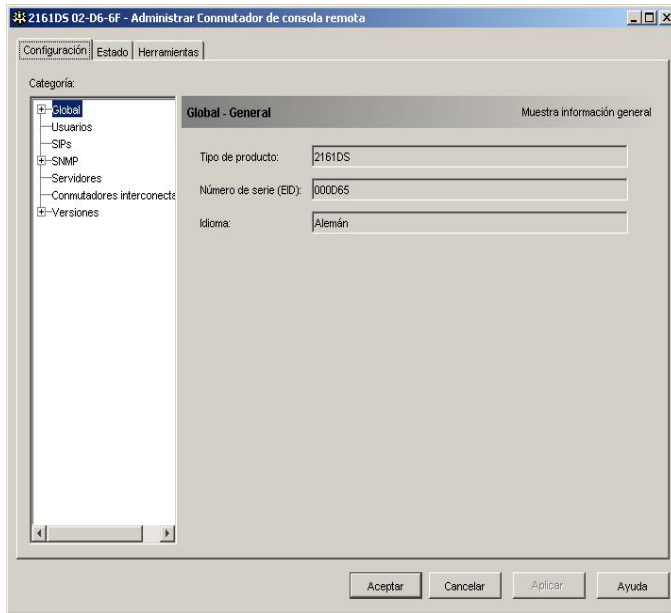 2161DS 02-D6-6F - Administrar Conmutador de consola remota
Configuración Estado Herramientas
Categoría:
Global
Usuarios
SIPs
SNMP
Servidores
Conmutadores interconecta
Versiones
Global - General Muestra información general
Tipo de producto: 2161DS
Número de serie (EID): 000D65
Idioma: Alemán
Aceptar Cancelar Aplicar Ayuda